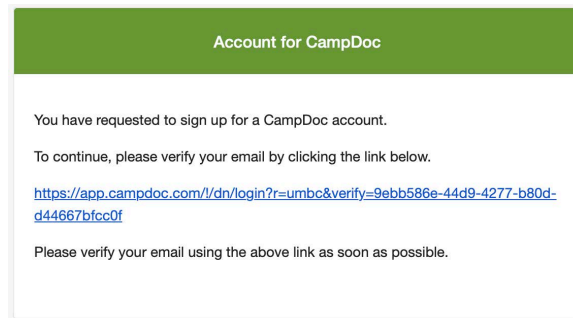 Account for CampDoc
You have requested to sign up for a CampDoc account.
To continue, please verify your email by clicking the link below.
https://app.campdoc.com/!/dn/login?r=umbc&verify=9ebb586e-44d9-4277-b80d-
d44667bfcc0f
Please verify your email using the above link as soon as possible.